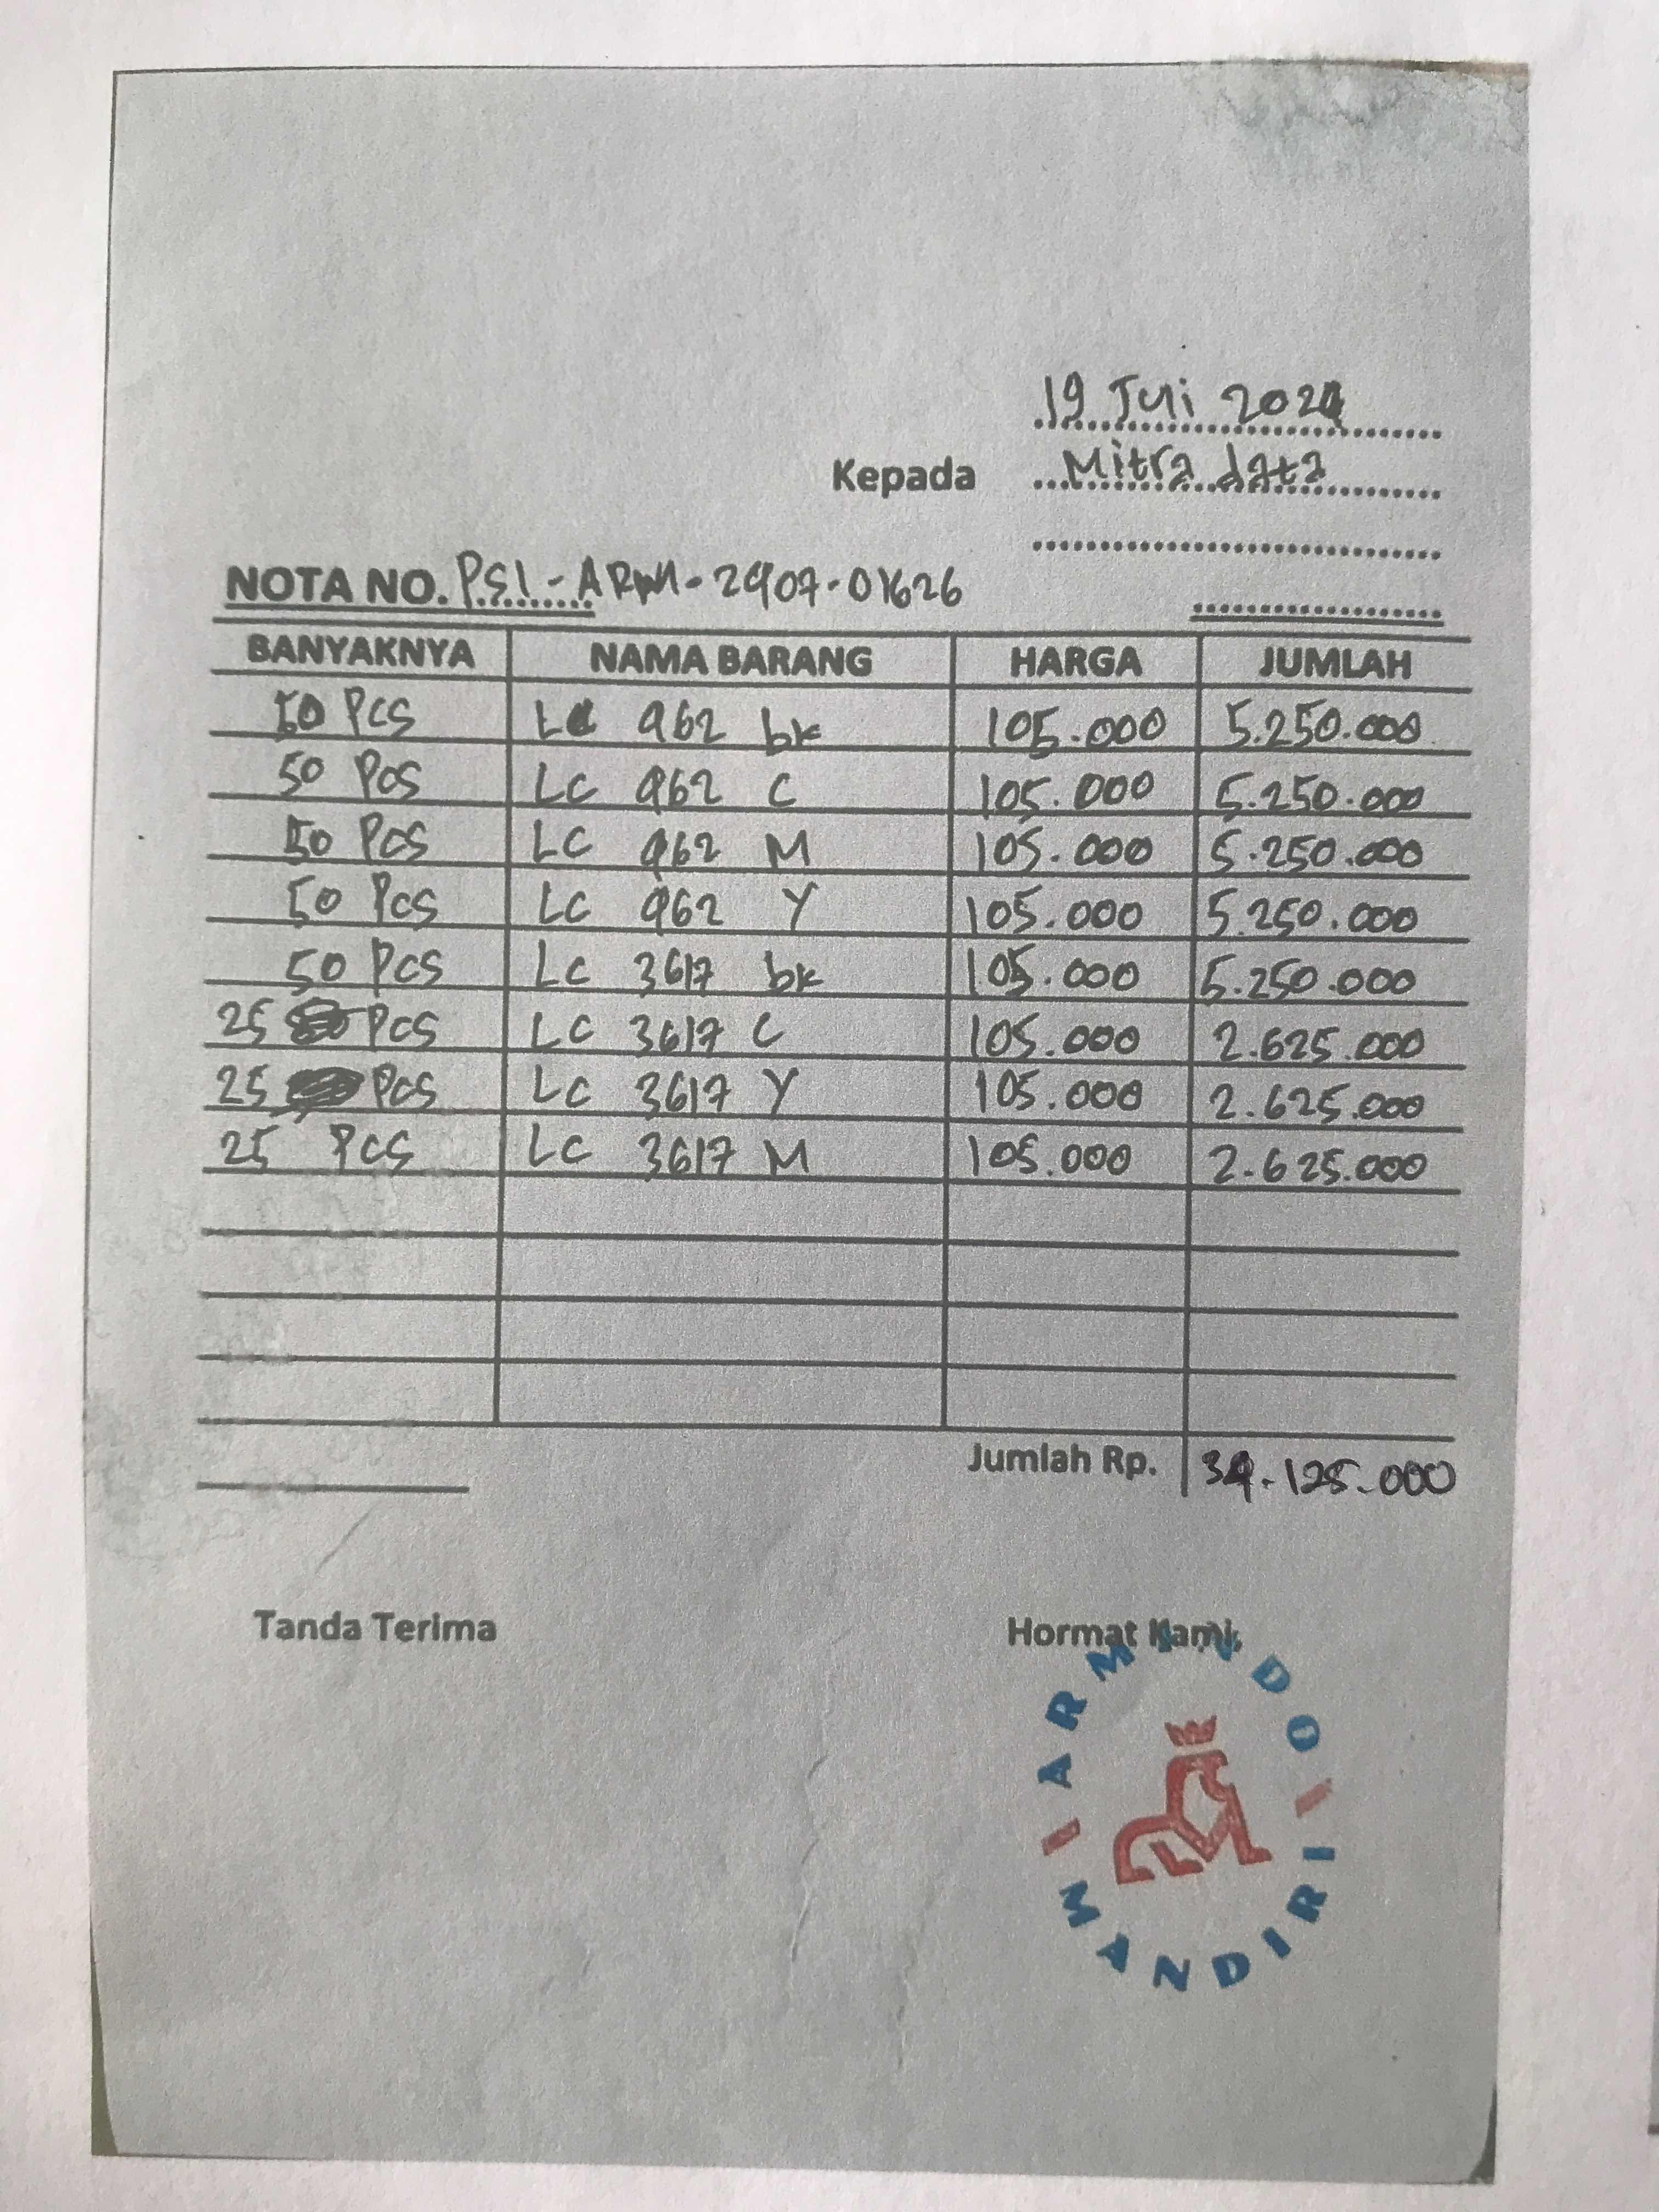 19 Juli 2024
Kepada Mitra data
NOTA NO. PSI-ARM-2407-01626
BANYAKNYA NAMA BARANG HARGA JUMLAH
50 Pcs LC 962 bk 105.000 5.250.000
50 Pcs LC 962 C 105.000 5.250.000
50 Pcs LC 962 M 105.000 5.250.000
50 Pcs LC 962 Y 105.000 5.250.000
50 Pcs LC 3617 bk 105.000 5.250.000
25 Pcs LC 3617 C 105.000 2.625.000
25 Pcs LC 3617 Y 105.000 2.625.000
25 Pcs LC 3617 M 105.000 2.625.000
Jumlah Rp. 34.125.000
Tanda Terima Hormat Kami,
ARMINDO
MANDIRI